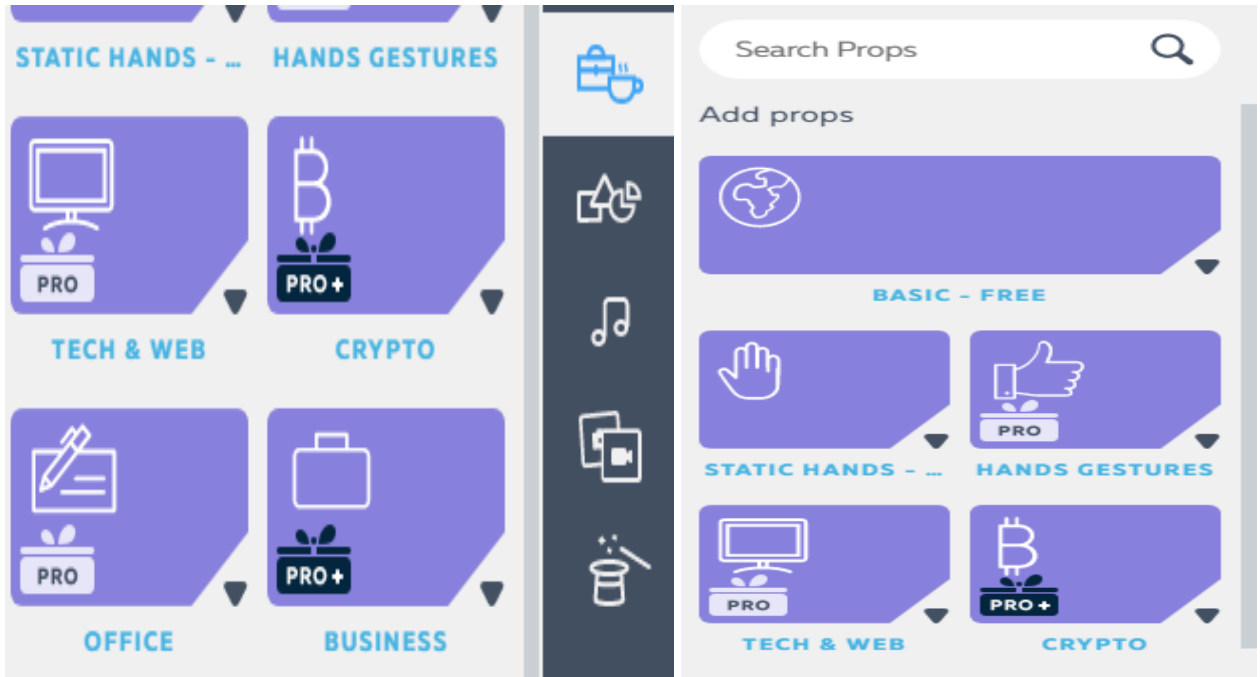 STATIC HANDS - ...
HANDS GESTURES
PRO
PRO+
TECH & WEB
CRYPTO
PRO
PRO+
OFFICE
BUSINESS
Search Props
Add props
BASIC - FREE
PRO
STATIC HANDS - ...
HANDS GESTURES
PRO
PRO+
TECH & WEB
CRYPTO